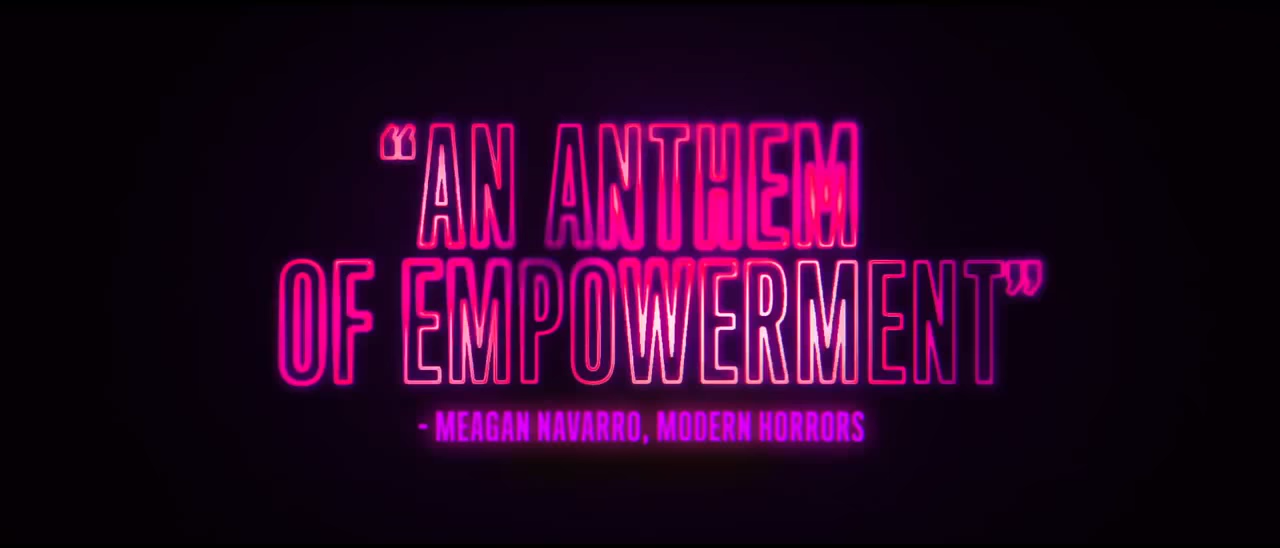 “AN ANTHEM
OF EMPOWERMENT”
- MEAGAN NAVARRO, MODERN HORRORS